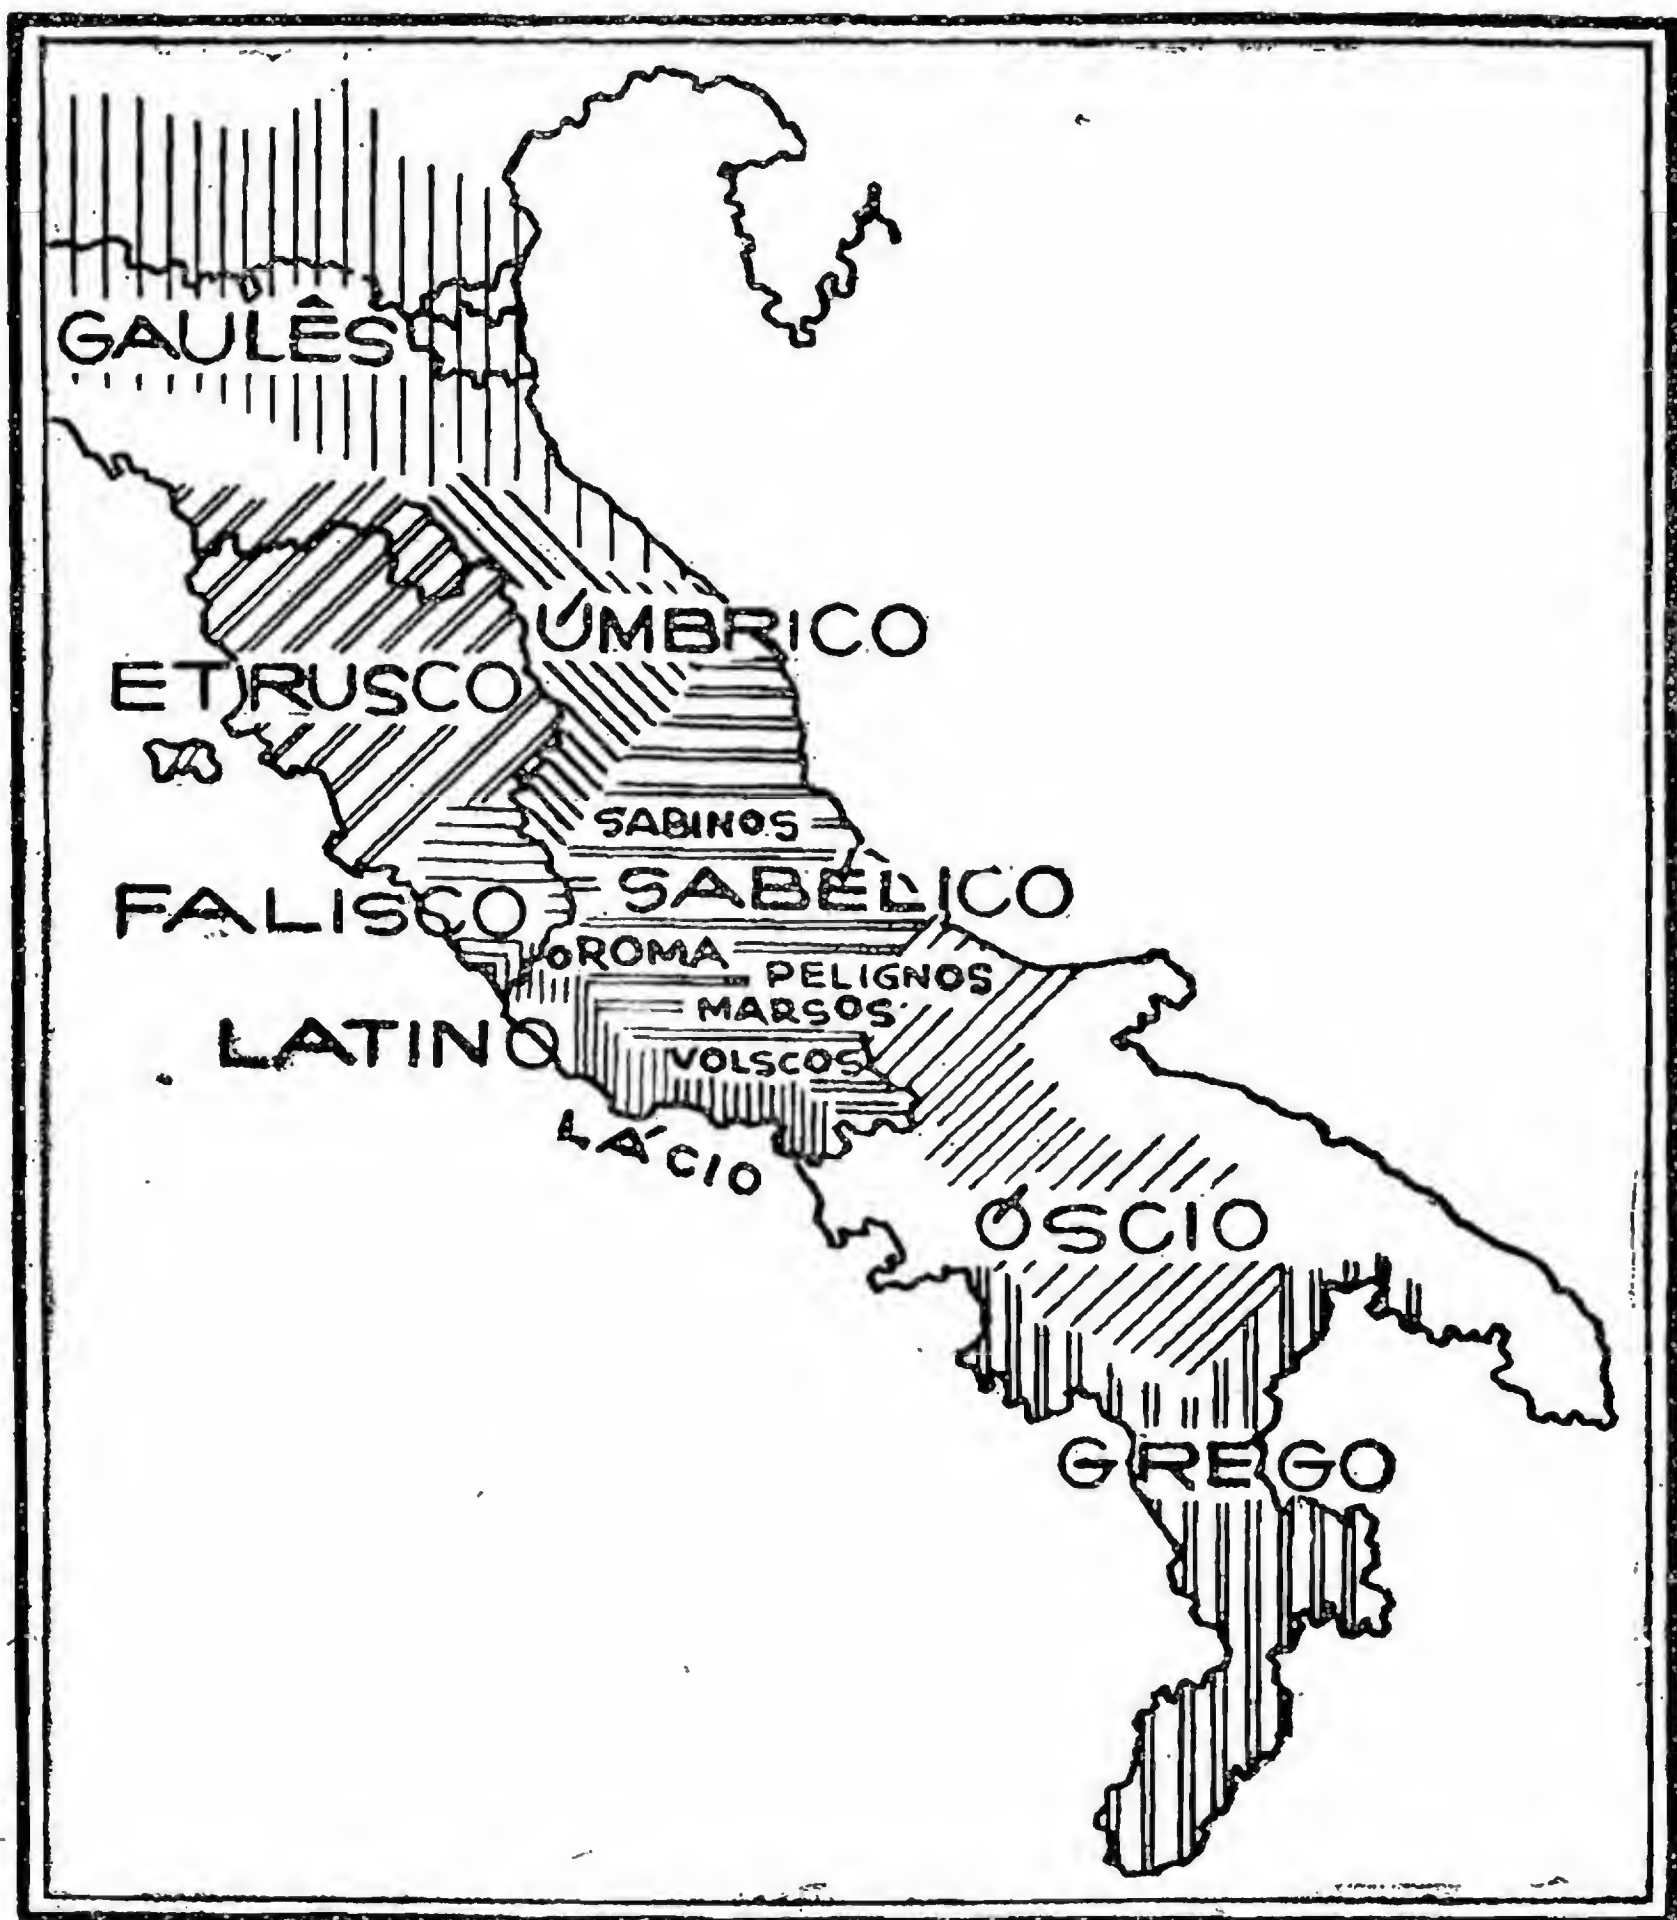 GAULÊS
ÚMBRICO
ETRUSCO
SABINOS
SABÉLICO
FALISCO
ROMA
PELIGNOS
MARSOS
LATINO
VOLSCOS
LÁCIO
ÓSCIO
GREGO